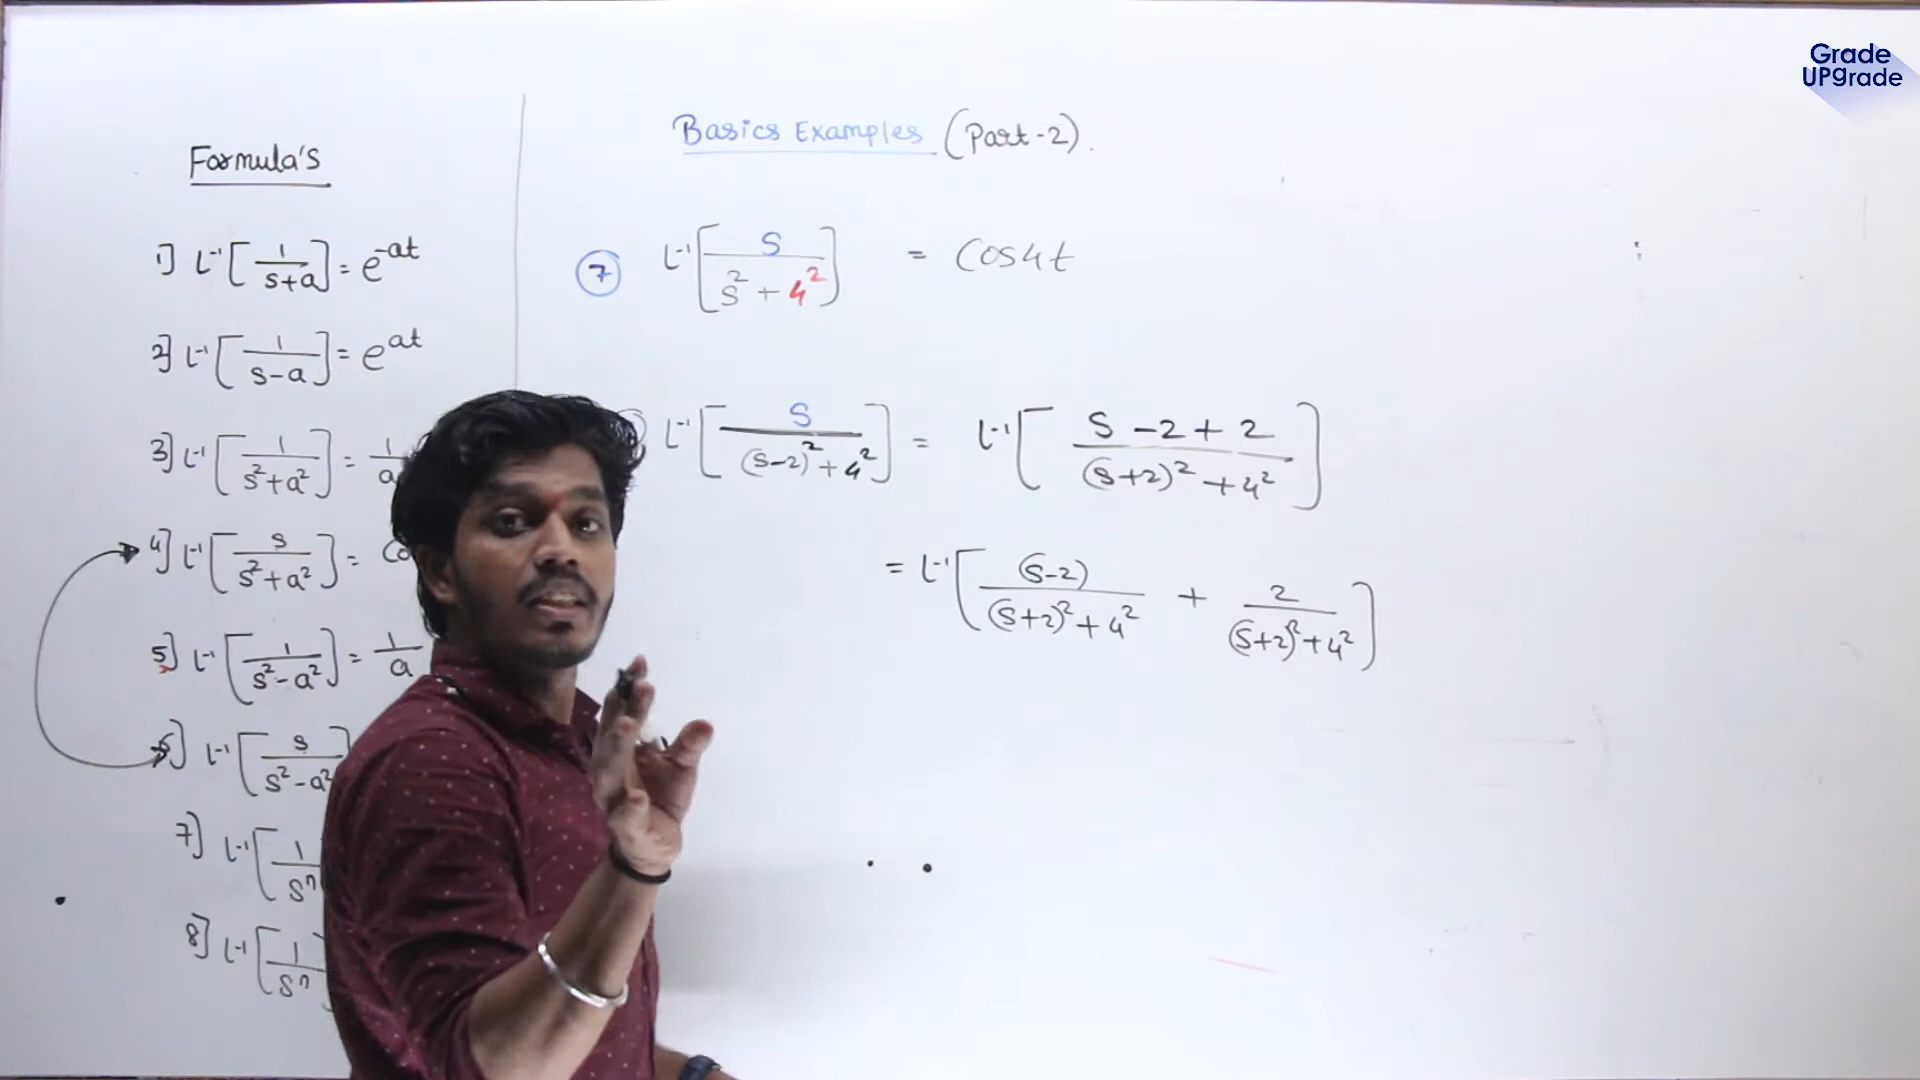 Grade
UPgrade
Formula's
1) L⁻¹[1/(s+a)] = e^-at
2] L⁻¹[1/(s-a)] = e^at
3] L⁻¹[1/(s²+a²)] = 1/a
4] L⁻¹[s/(s²+a²)] = Co
5] L⁻¹[1/(s²-a²)] = 1/a
6] L⁻¹[s/(s²-a²
7] L⁻¹[1/sⁿ
8] L⁻¹[1/sⁿ
Basics Examples (Part-2).
7 L⁻¹[S/(s²+4²)] = Cos4t
L⁻¹[S/((s-2)²+4²)] = L⁻¹[(S-2+2)/((s+2)²+4²)]
= L⁻¹[(s-2)/((s+2)²+4²) + 2/((s+2)²+4²)]